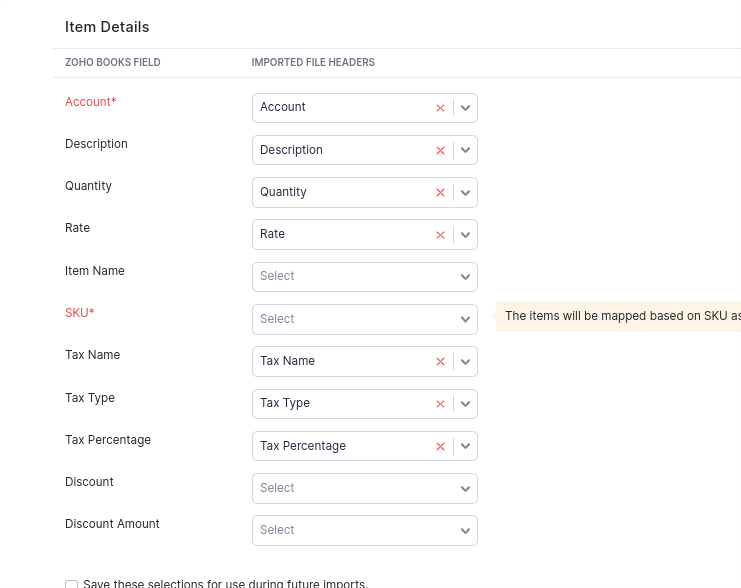 Item Details
ZOHO BOOKS FIELD IMPORTED FILE HEADERS
Account* Account
Description Description
Quantity Quantity
Rate Rate
Item Name Select
SKU* Select The items will be mapped based on SKU as
Tax Name Tax Name
Tax Type Tax Type
Tax Percentage Tax Percentage
Discount Select
Discount Amount Select
Save these selections for use during future imports.